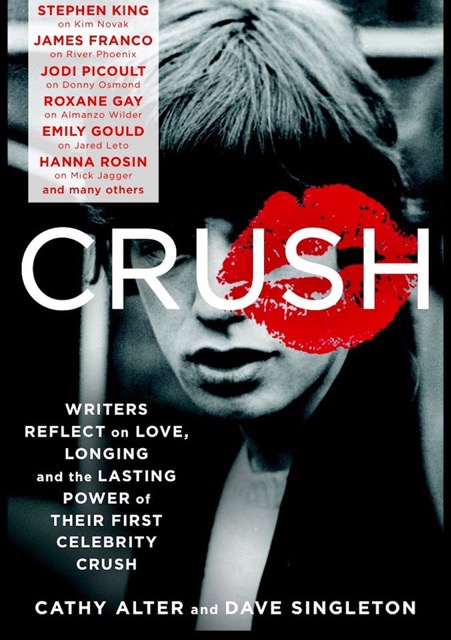 STEPHEN KING
on Kim Novak
JAMES FRANCO
on River Phoenix
JODI PICOULT
on Donny Osmond
ROXANE GAY
on Almanzo Wilder
EMILY GOULD
on Jared Leto
HANNA ROSIN
on Mick Jagger
and many others
CRUSH
WRITERS
REFLECT on LOVE,
LONGING
and the LASTING
POWER of
THEIR FIRST
CELEBRITY
CRUSH
CATHY ALTER and DAVE SINGLETON